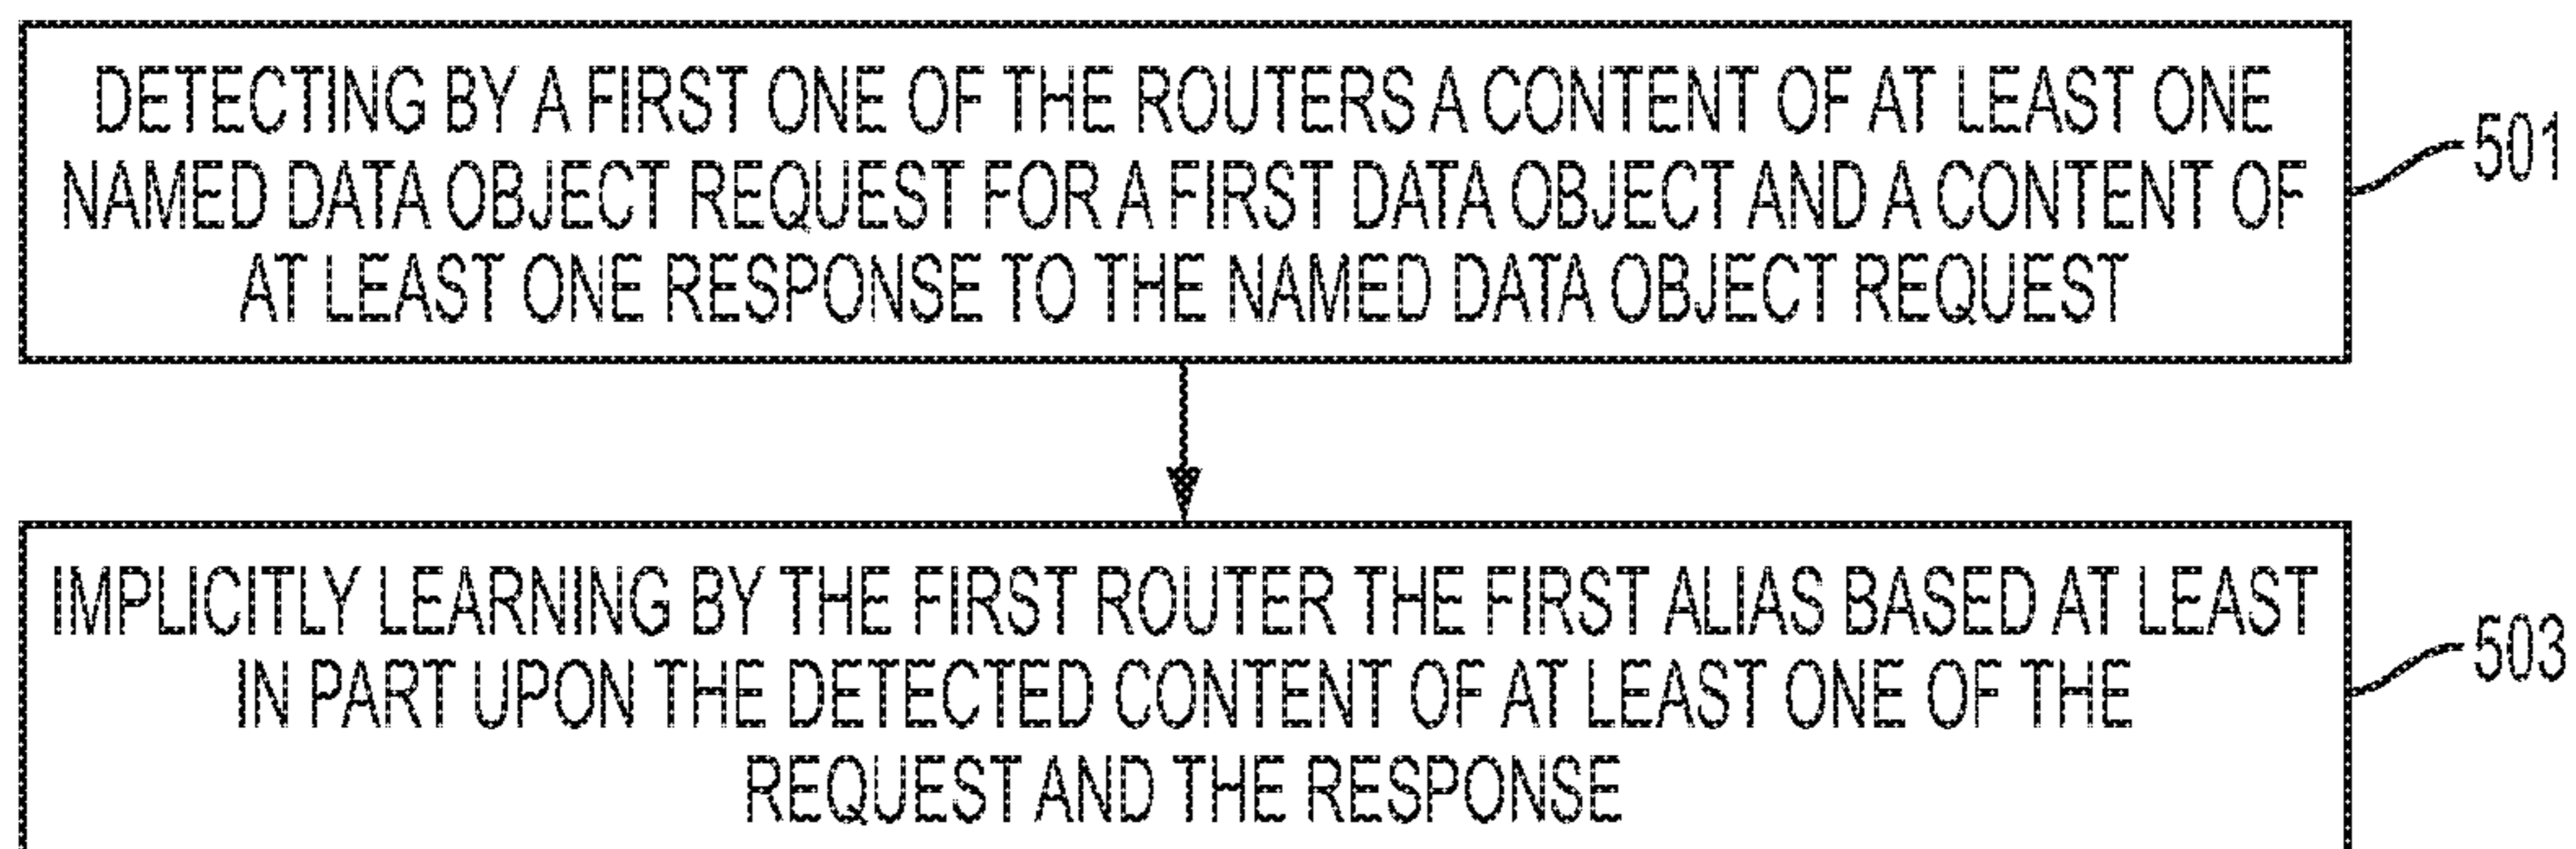 DETECTING BY A FIRST ONE OF THE ROUTERS A CONTENT OF AT LEAST ONE
NAMED DATA OBJECT REQUEST FOR A FIRST DATA OBJECT AND A CONTENT OF
AT LEAST ONE RESPONSE TO THE NAMED DATA OBJECT REQUEST
501
IMPLICITLY LEARNING BY THE FIRST ROUTER THE FIRST ALIAS BASED AT LEAST
IN PART UPON THE DETECTED CONTENT OF AT LEAST ONE OF THE
REQUEST AND THE RESPONSE
503